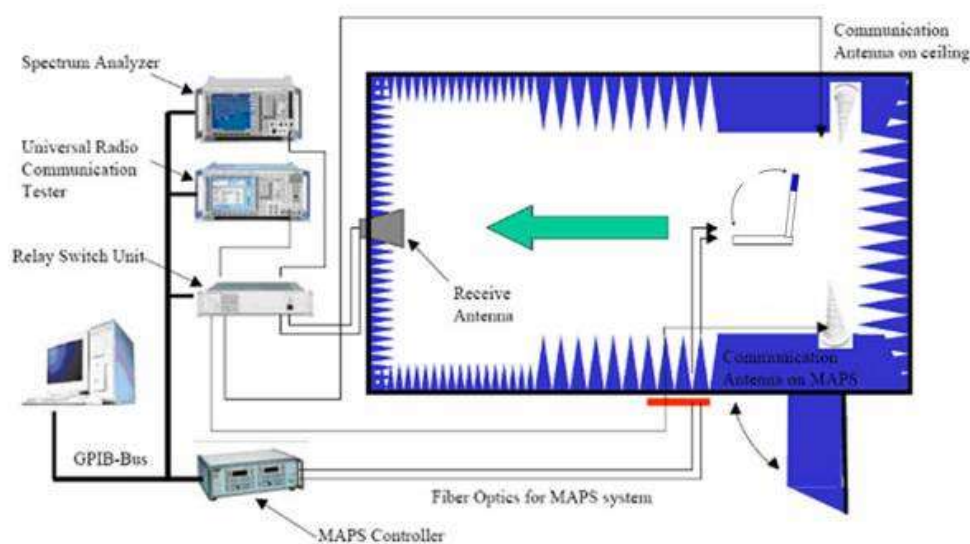 Communication
Antenna on ceiling
Spectrum Analyzer
Universal Radio
Communication
Tester
Relay Switch Unit
Receive
Antenna
Communication
Antenna on MAPS
GPIB-Bus
Fiber Optics for MAPS system
MAPS Controller